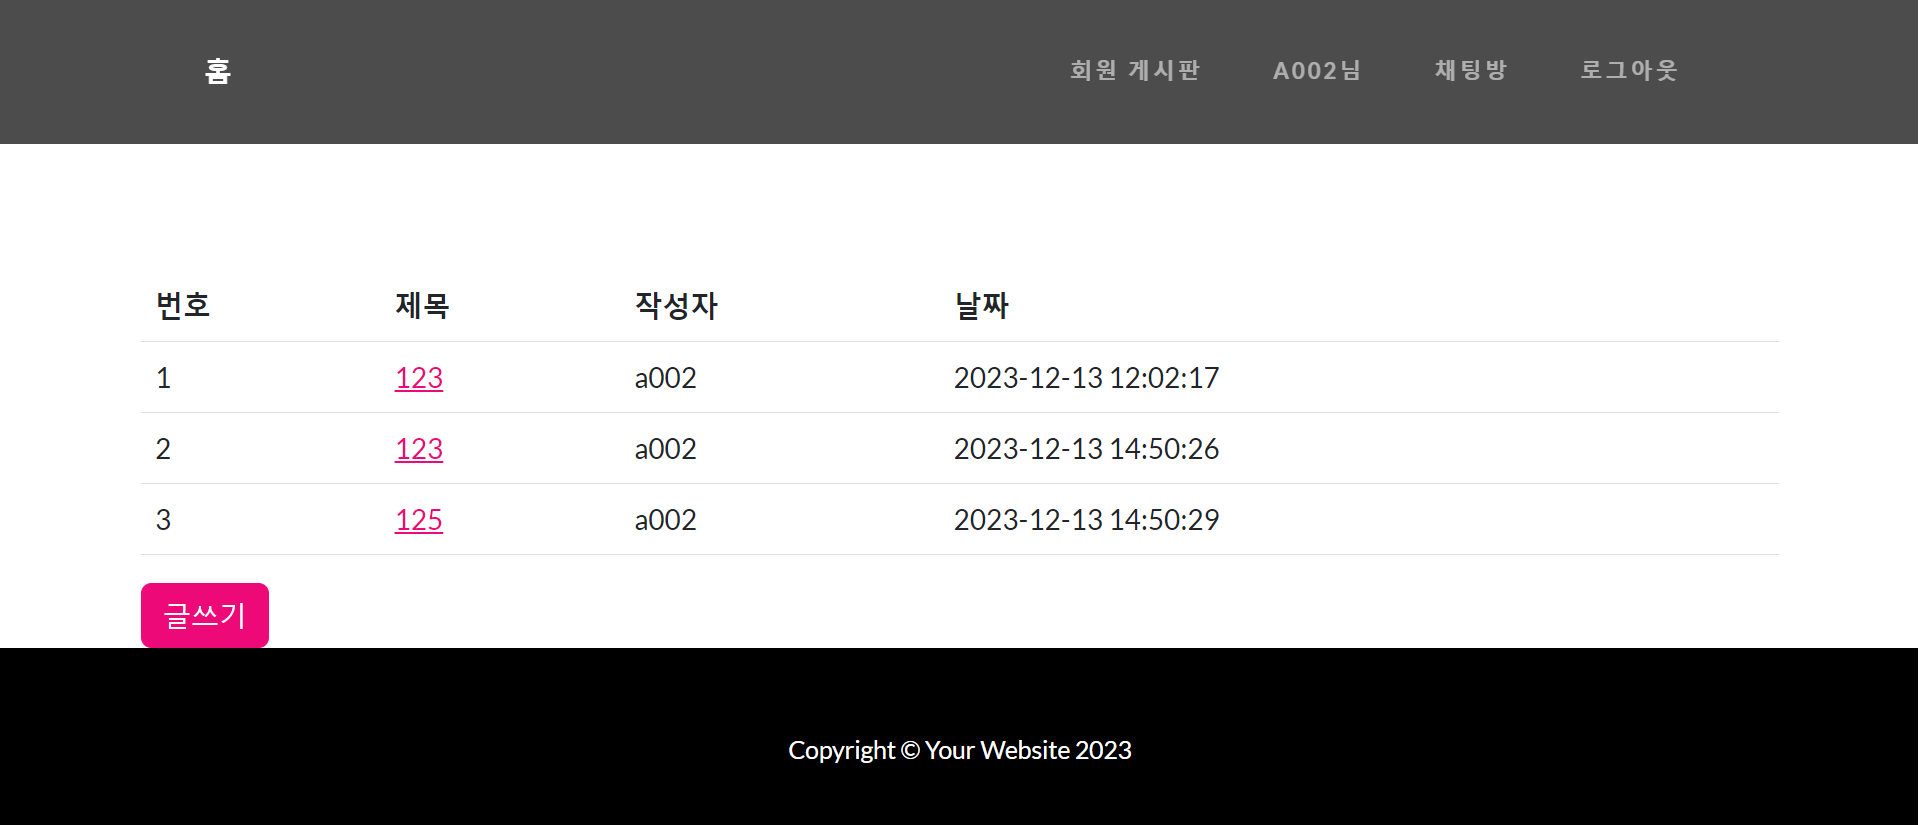 홈 회원 게시판 A002님 채팅방 로그아웃
번호 제목 작성자 날짜
1 123 a002 2023-12-13 12:02:17
2 123 a002 2023-12-13 14:50:26
3 125 a002 2023-12-13 14:50:29
글쓰기
Copyright © Your Website 2023